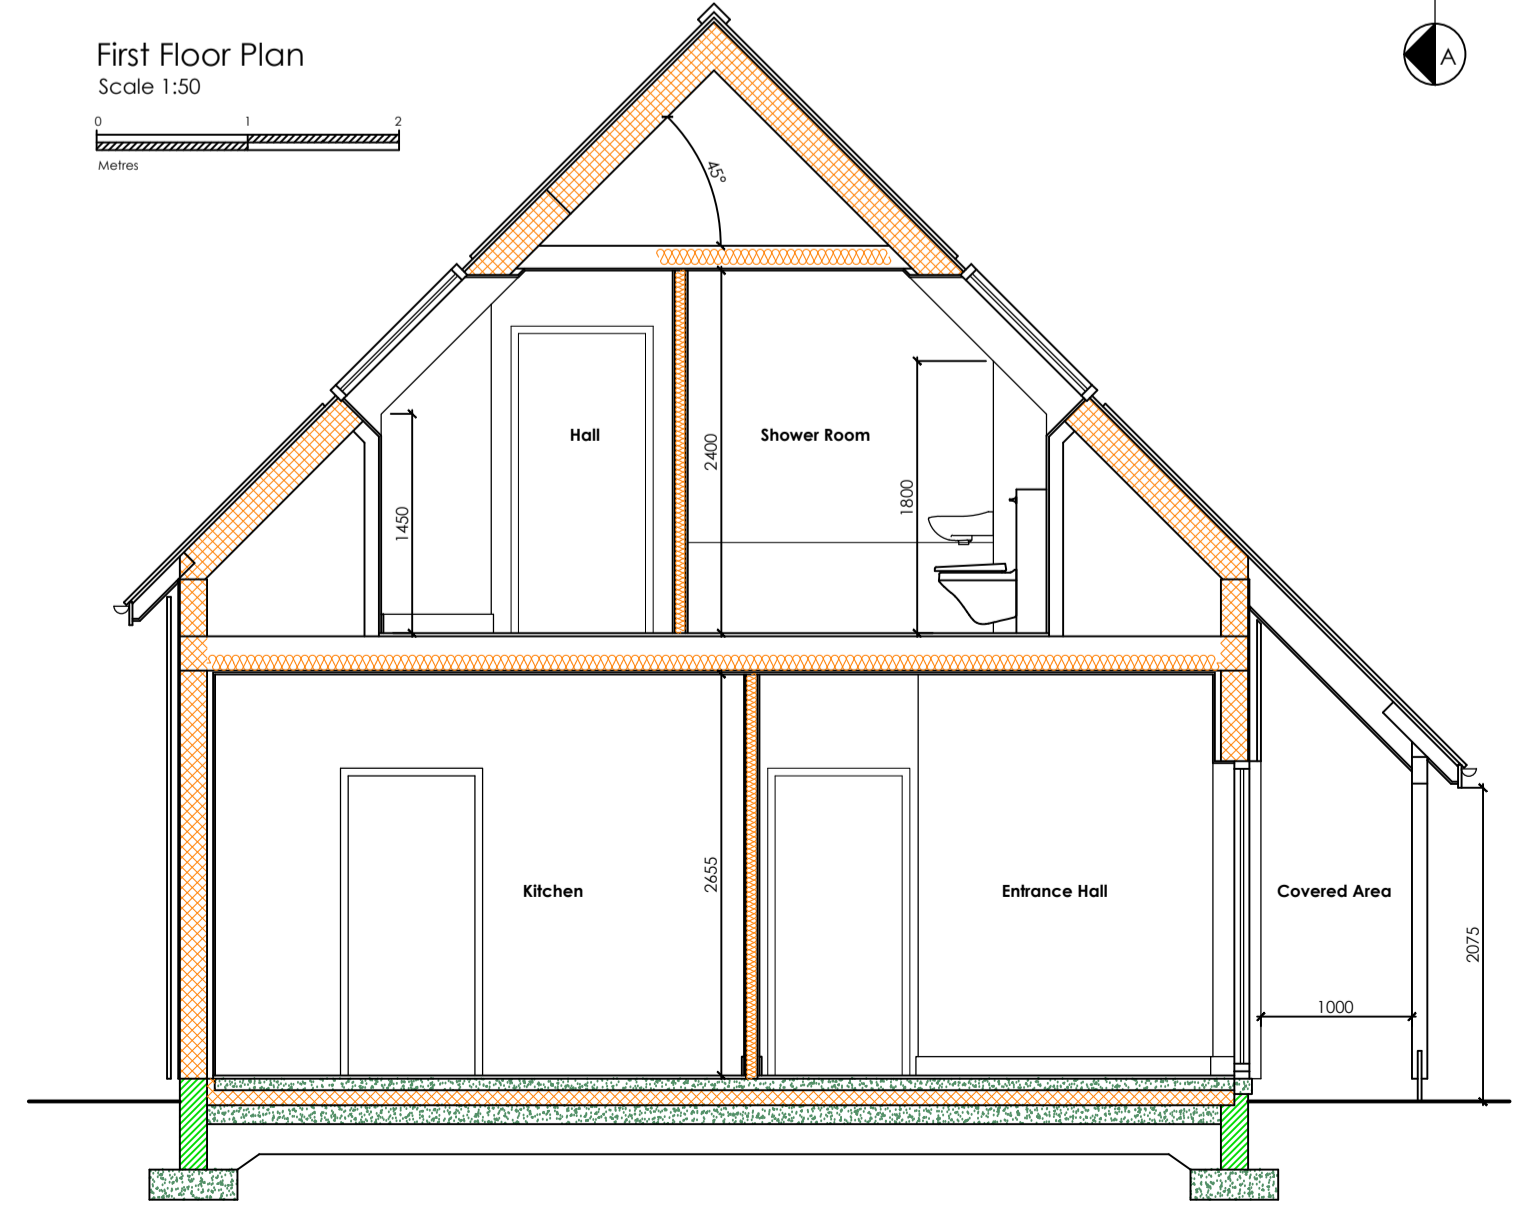 First Floor Plan
Scale 1:50
0 1 2
Metres
A
45°
Hall
Shower Room
2400
1800
1450
Kitchen
2655
Entrance Hall
Covered Area
2075
1000